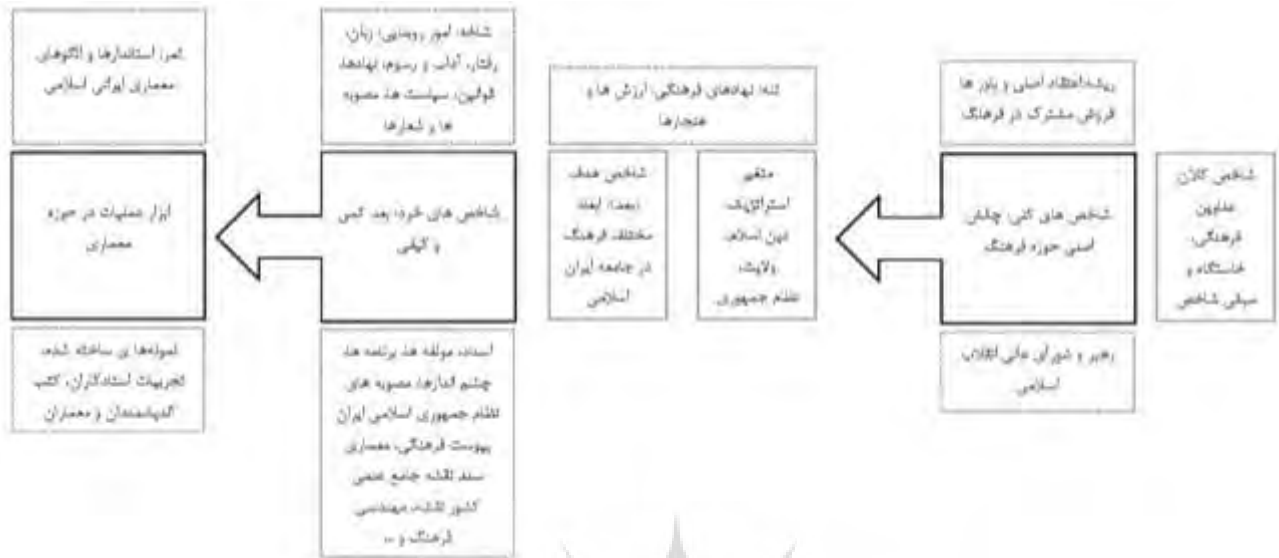 ریشه: اعتقاد اصلی و باور ها
فروض مشترک در فرهنگ
شاخص کلان:
عناوین
فرهنگی،
خاستگاه و
مبانی شاخص
شاخص های کلی: چالش
اصلی حوزه فرهنگ
رهبر و شورای عالی انقلاب
اسلامی
تنه: نهادهای فرهنگی: ارزش ها و
هنجارها
متغیر
استراتژیک:
دین اسلام،
ولایت،
نظام جمهوری
شاخص هدف
(بعد): ابعاد
مختلف فرهنگ
در جامعه ایران
اسلامی
شاخه: امور روبنایی: زبان،
رفتار، آداب و رسوم، نهادها،
قوانین، سیاست ها، مصوبه
ها و شعارها
شاخص های خرد: بعد کمی
و کیفی
اسناد، مولفه ها، برنامه ها،
چشم اندازها، مصوبه های
نظام جمهوری اسلامی ایران
پیوست فرهنگی، معماری
سند نقشه جامع علمی
کشور نقشه، مهندسی
فرهنگ و ...
ثمر: استاندارها و الگوهای
معماری ایرانی اسلامی
ابزار عملیات در حوزه
معماری
نمونه‌ها ی ساخته شده،
تجربیات استادکاران، کتب
اندیشمندان و معماران